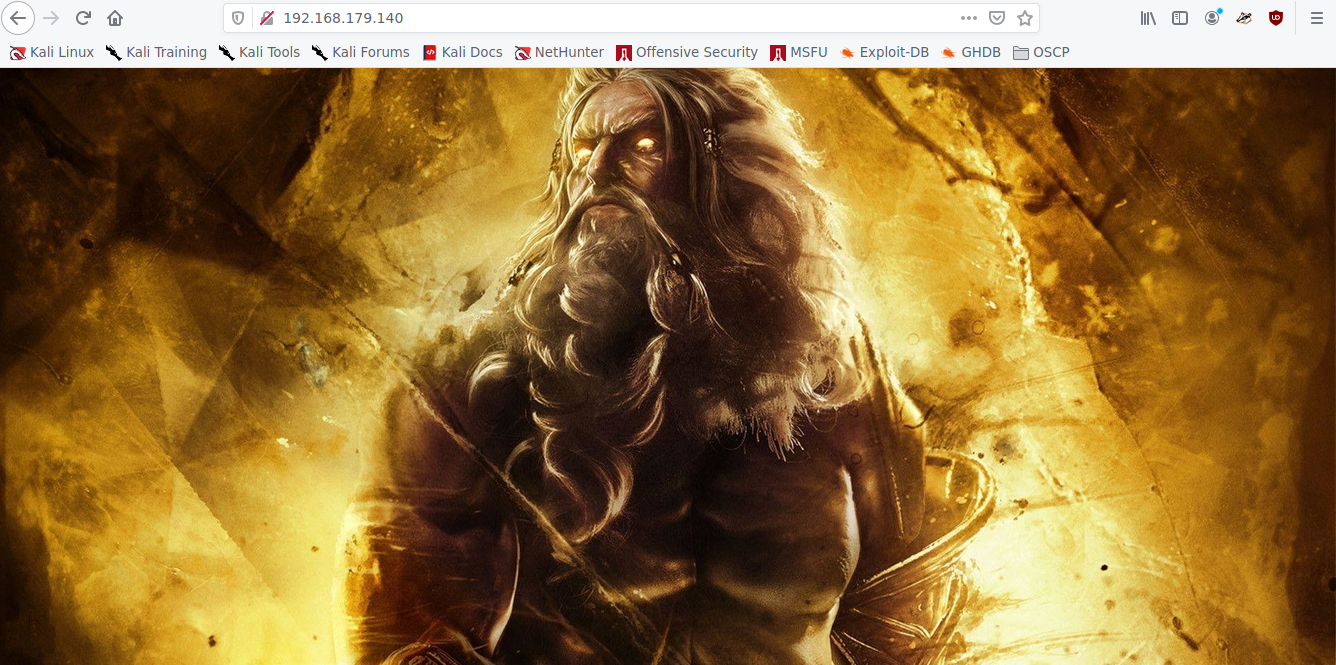 192.168.179.140
Kali Linux Kali Training Kali Tools Kali Forums Kali Docs NetHunter Offensive Security MSFU Exploit-DB GHDB OSCP